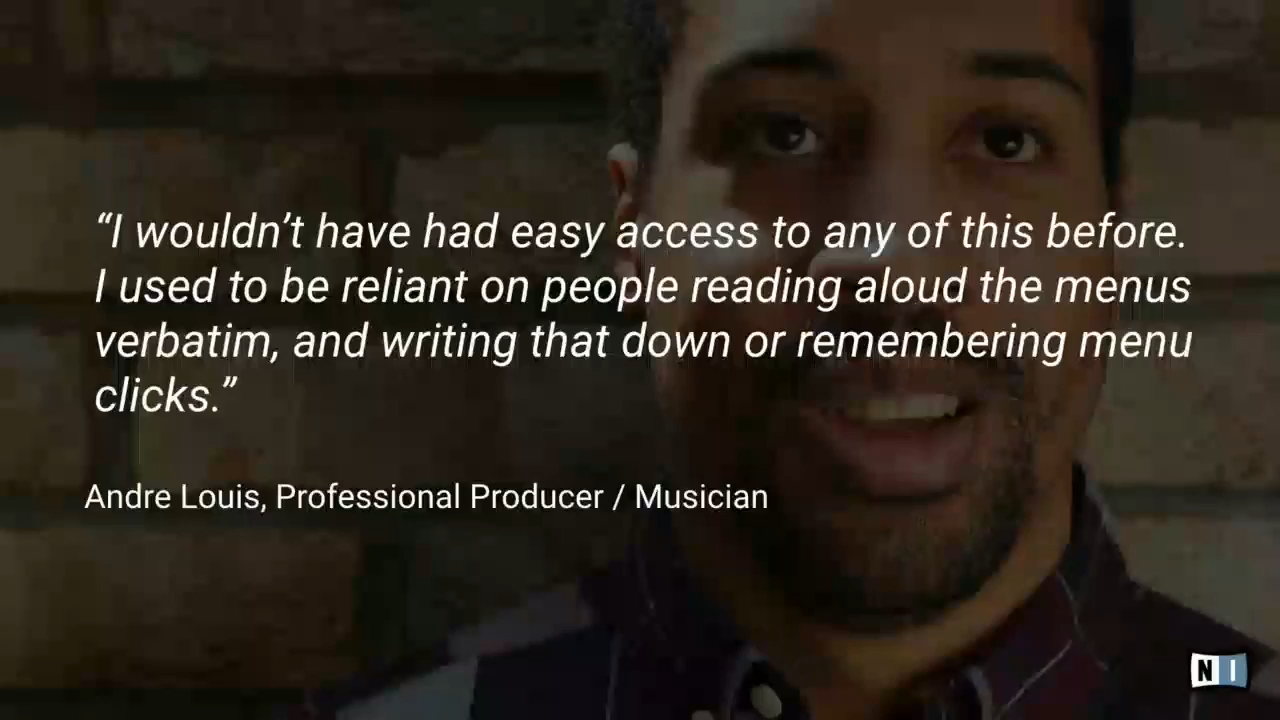 “I wouldn’t have had easy access to any of this before.
I used to be reliant on people reading aloud the menus
verbatim, and writing that down or remembering menu
clicks.”
Andre Louis, Professional Producer / Musician
NI